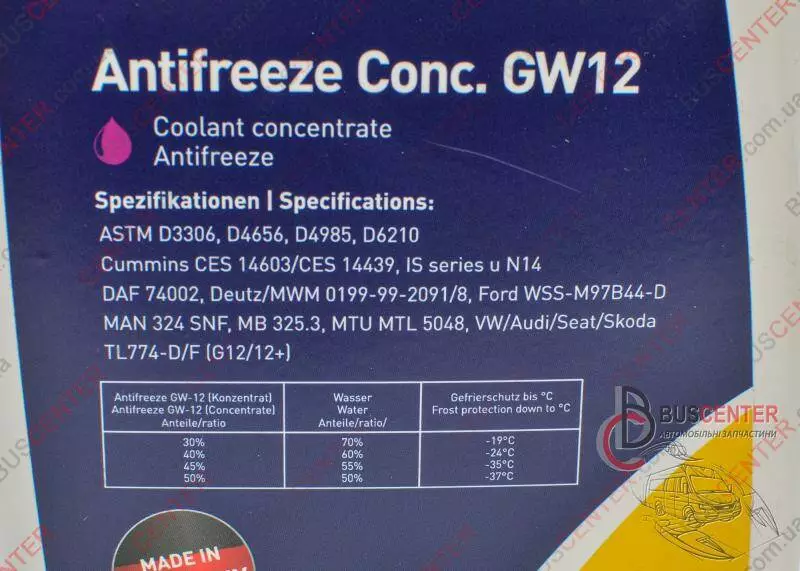 Antifreeze Conc. GW12
Coolant concentrate
Antifreeze
Spezifikationen | Specifications:
ASTM D3306, D4656, D4985, D6210
Cummins CES 14603/CES 14439, IS series u N14
DAF 74002, Deutz/MWM 0199-99-2091/8, Ford WSS-M97B44-D
MAN 324 SNF, MB 325.3, MTU MTL 5048, VW/Audi/Seat/Skoda
TL774-D/F (G12/12+)
Antifreeze GW-12 (Konzentrat) Wasser Gefrierschutz bis °C
Antifreeze GW-12 (Concentrate) Water Frost protection down to °C
Anteile/ratio Anteile/ratio/
30% 70% -19°C
40% 60% -24°C
45% 55% -35°C
50% 50% -37°C
BUSCENTER
АВТОМОБІЛЬНІ ЗАПЧАСТИНИ
MADE IN
BUSCENTER.com.ua